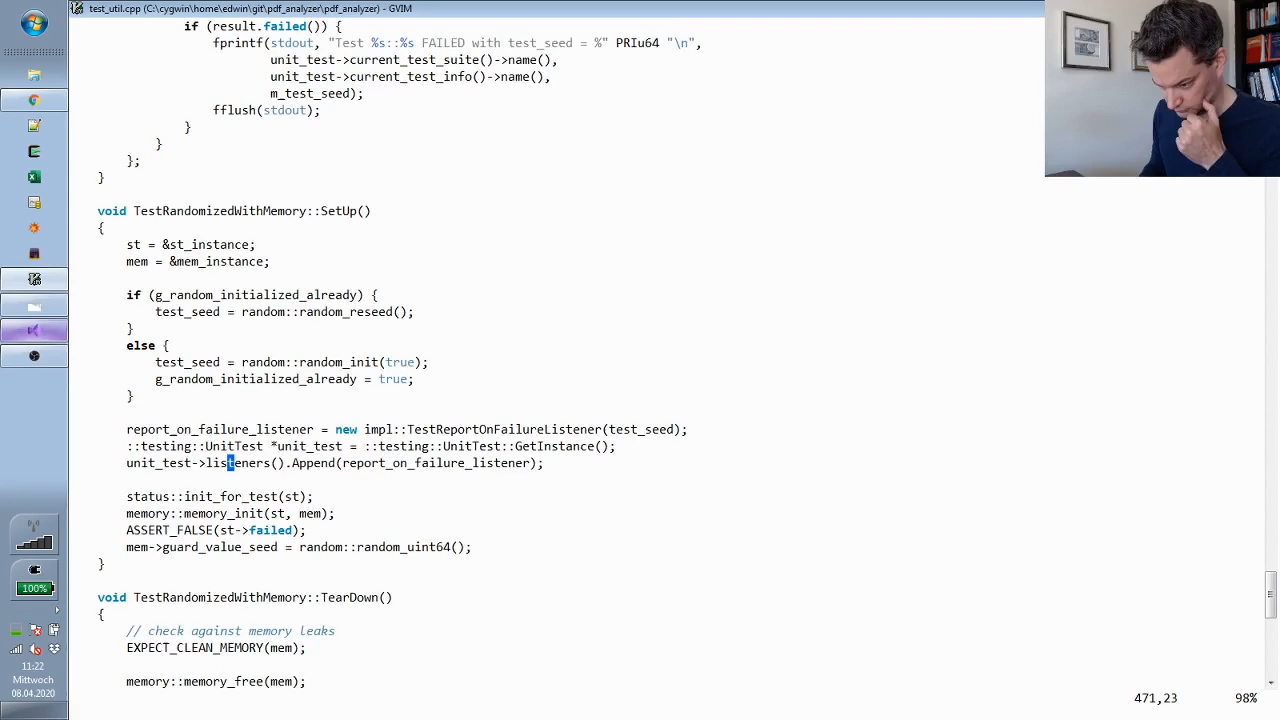 test_util.cpp (C:\cygwin\home\edwin\git\pdf_analyzer\pdf_analyzer) - GVIM
if (result.failed()) {
fprintf(stdout, "Test %s::%s FAILED with test_seed = %" PRIu64 "\n",
unit_test->current_test_suite()->name(),
unit_test->current_test_info()->name(),
m_test_seed);
fflush(stdout);
}
}
};
}
void TestRandomizedWithMemory::SetUp()
{
st = &st_instance;
mem = &mem_instance;
if (g_random_initialized_already) {
test_seed = random::random_reseed();
}
else {
test_seed = random::random_init(true);
g_random_initialized_already = true;
}
report_on_failure_listener = new impl::TestReportOnFailureListener(test_seed);
::testing::UnitTest *unit_test = ::testing::UnitTest::GetInstance();
unit_test->listeners().Append(report_on_failure_listener);
status::init_for_test(st);
memory::memory_init(st, mem);
ASSERT_FALSE(st->failed);
mem->guard_value_seed = random::random_uint64();
}
void TestRandomizedWithMemory::TearDown()
{
// check against memory leaks
EXPECT_CLEAN_MEMORY(mem);
memory::memory_free(mem);
471,23 98%
100%
11:22
Mittwoch
08.04.2020